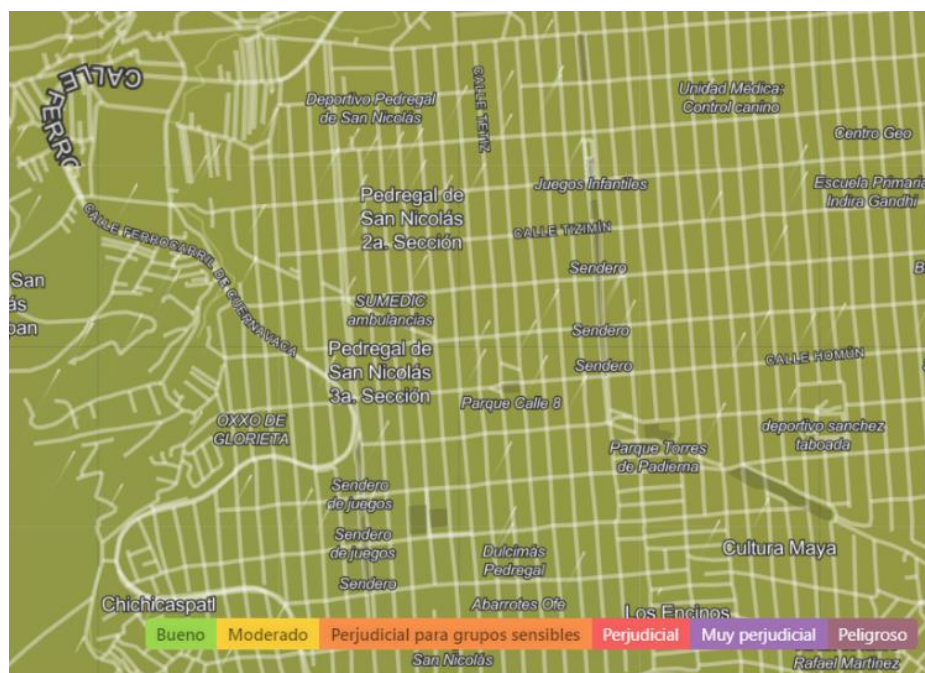 CALLE FERRO
CALLE TETIZ
Deportivo Pedregal
de San Nicolás
Unidad Médica:
Control canino
Centro Geo
Pedregal de
San Nicolás
2a. Sección
Juegos Infantiles
Escuela Primaria
Indira Gandhi
CALLE FERROCARRIL DE CUERNAVACA
CALLE TIZIMÍN
Sendero
San
ás
pan
SUMEDIC
ambulancias
Sendero
Pedregal de
San Nicolás
3a. Sección
Sendero
CALLE HOMÚN
Parque Calle 8
OXXO DE
GLORIETA
deportivo sanchez
taboada
Parque Torres
de Padierna
Sendero
de juegos
Sendero
de juegos
Dulcimás
Pedregal
Cultura Maya
Sendero
Chichicaspatl
Abarrotes Ofe
Los Encinos
Bueno Moderado Perjudicial para grupos sensibles Perjudicial Muy perjudicial Peligroso
San Nicolás
Rafael Martínez